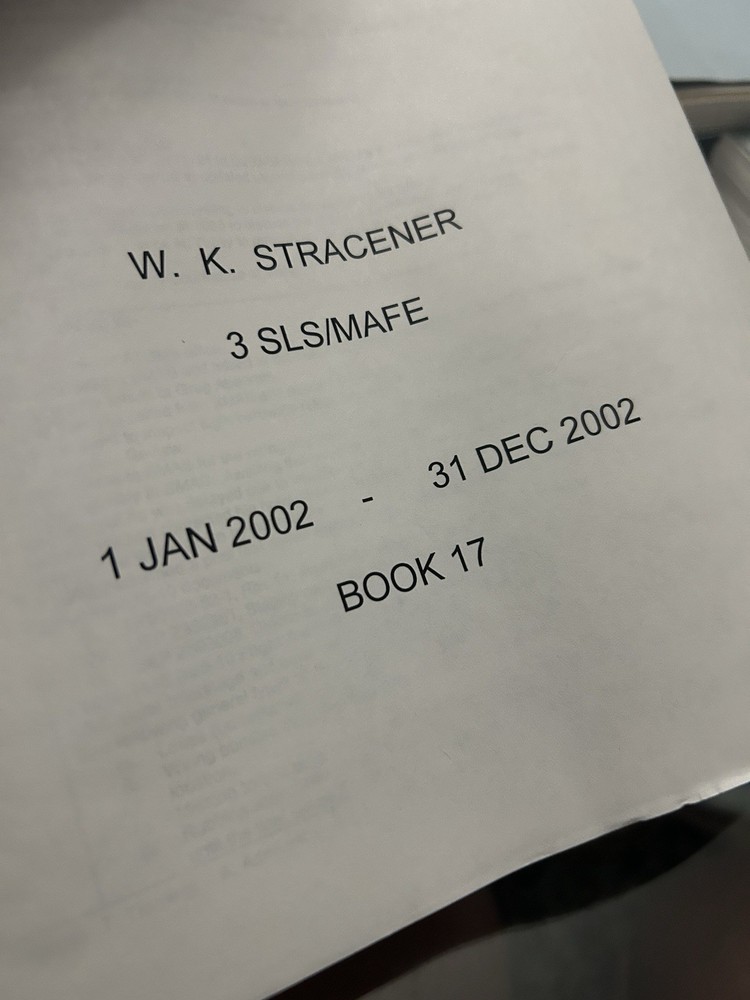 W. K. STRACENER
3 SLS/MAFE
1 JAN 2002 - 31 DEC 2002
BOOK 17